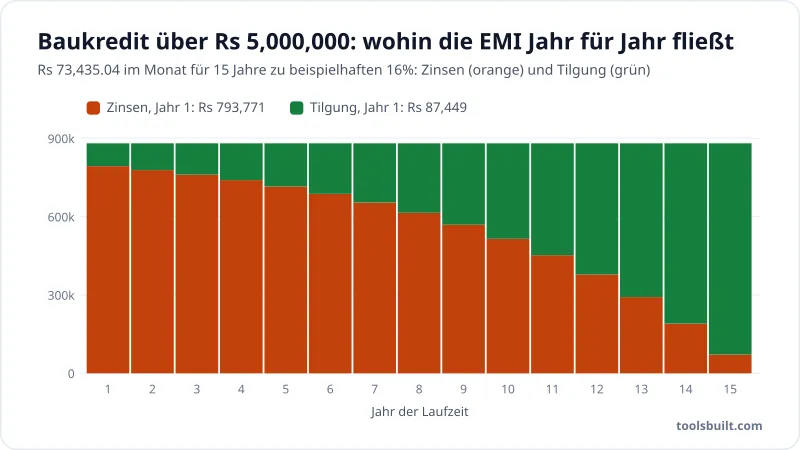 Baukredit über Rs 5,000,000: wohin die EMI Jahr für Jahr fließt
Rs 73,435.04 im Monat für 15 Jahre zu beispielhaften 16%: Zinsen (orange) und Tilgung (grün)
Zinsen, Jahr 1: Rs 793,771
Tilgung, Jahr 1: Rs 87,449
900k
600k
300k
0
1 2 3 4 5 6 7 8 9 10 11 12 13 14 15
Jahr der Laufzeit
toolsbuilt.com